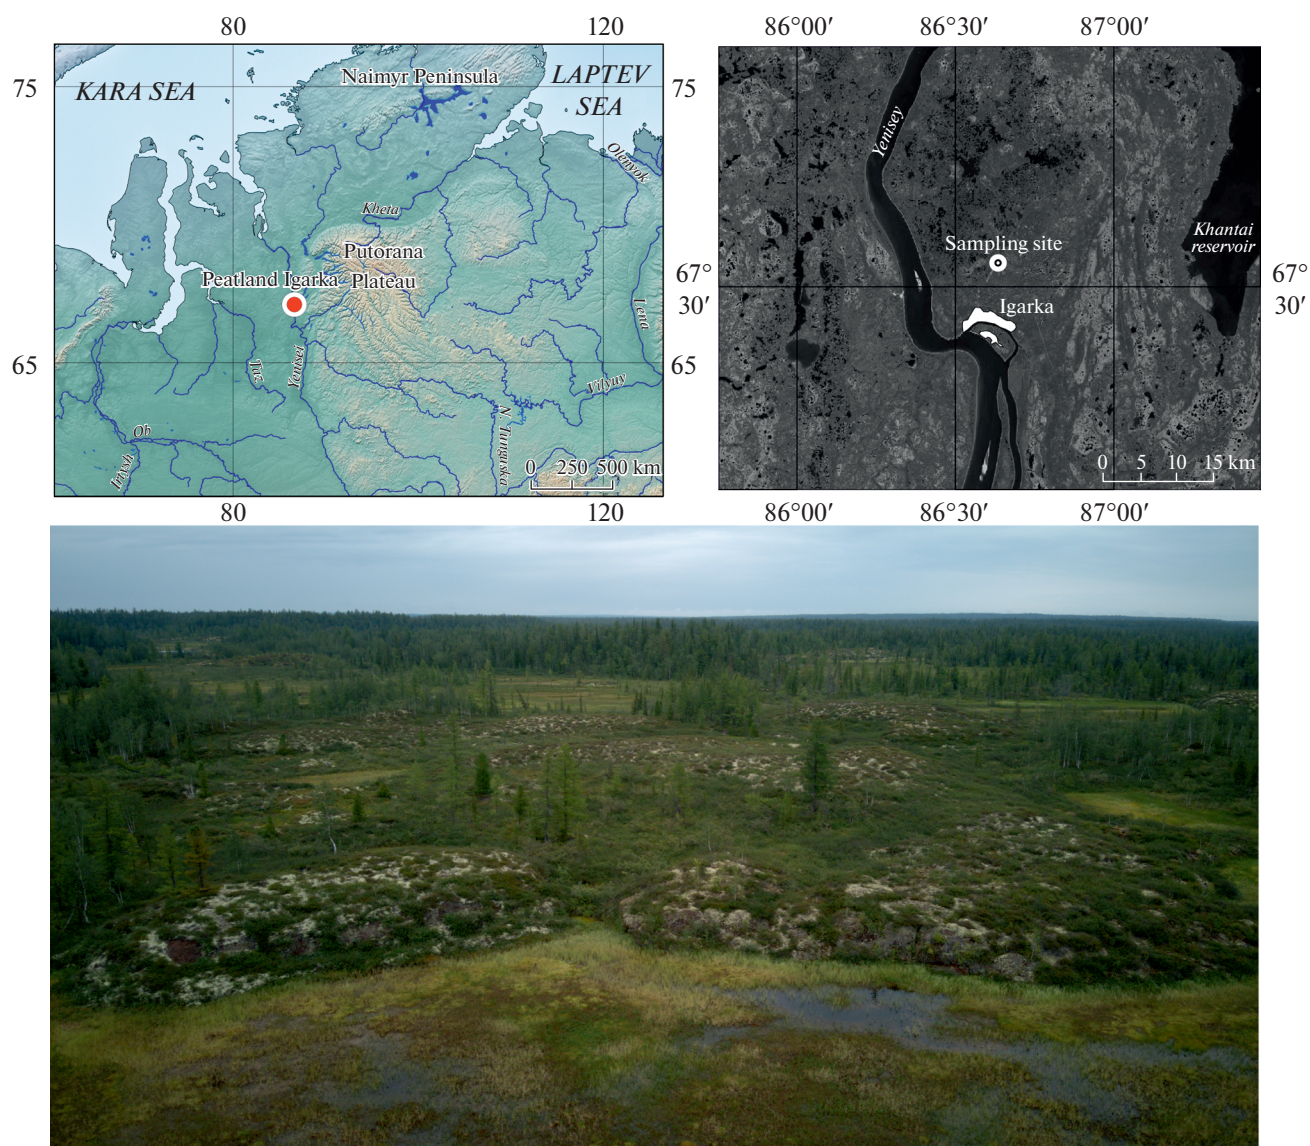 80
120
86°00′
86°30′
87°00′
75
KARA SEA
Naimyr Peninsula
LAPTEV
SEA
75
Olenyok
Kheta
Putorana
Plateau
Peatland Igarka
Lena
65
Taz
Yenisei
Vilyuy
65
Ob
Irtysh
N. Tunguska
0 250 500 km
80
120
Yenisey
Sampling site
Khantai
reservoir
67°
30′
67°
30′
Igarka
0 5 10 15 km
86°00′
86°30′
87°00′